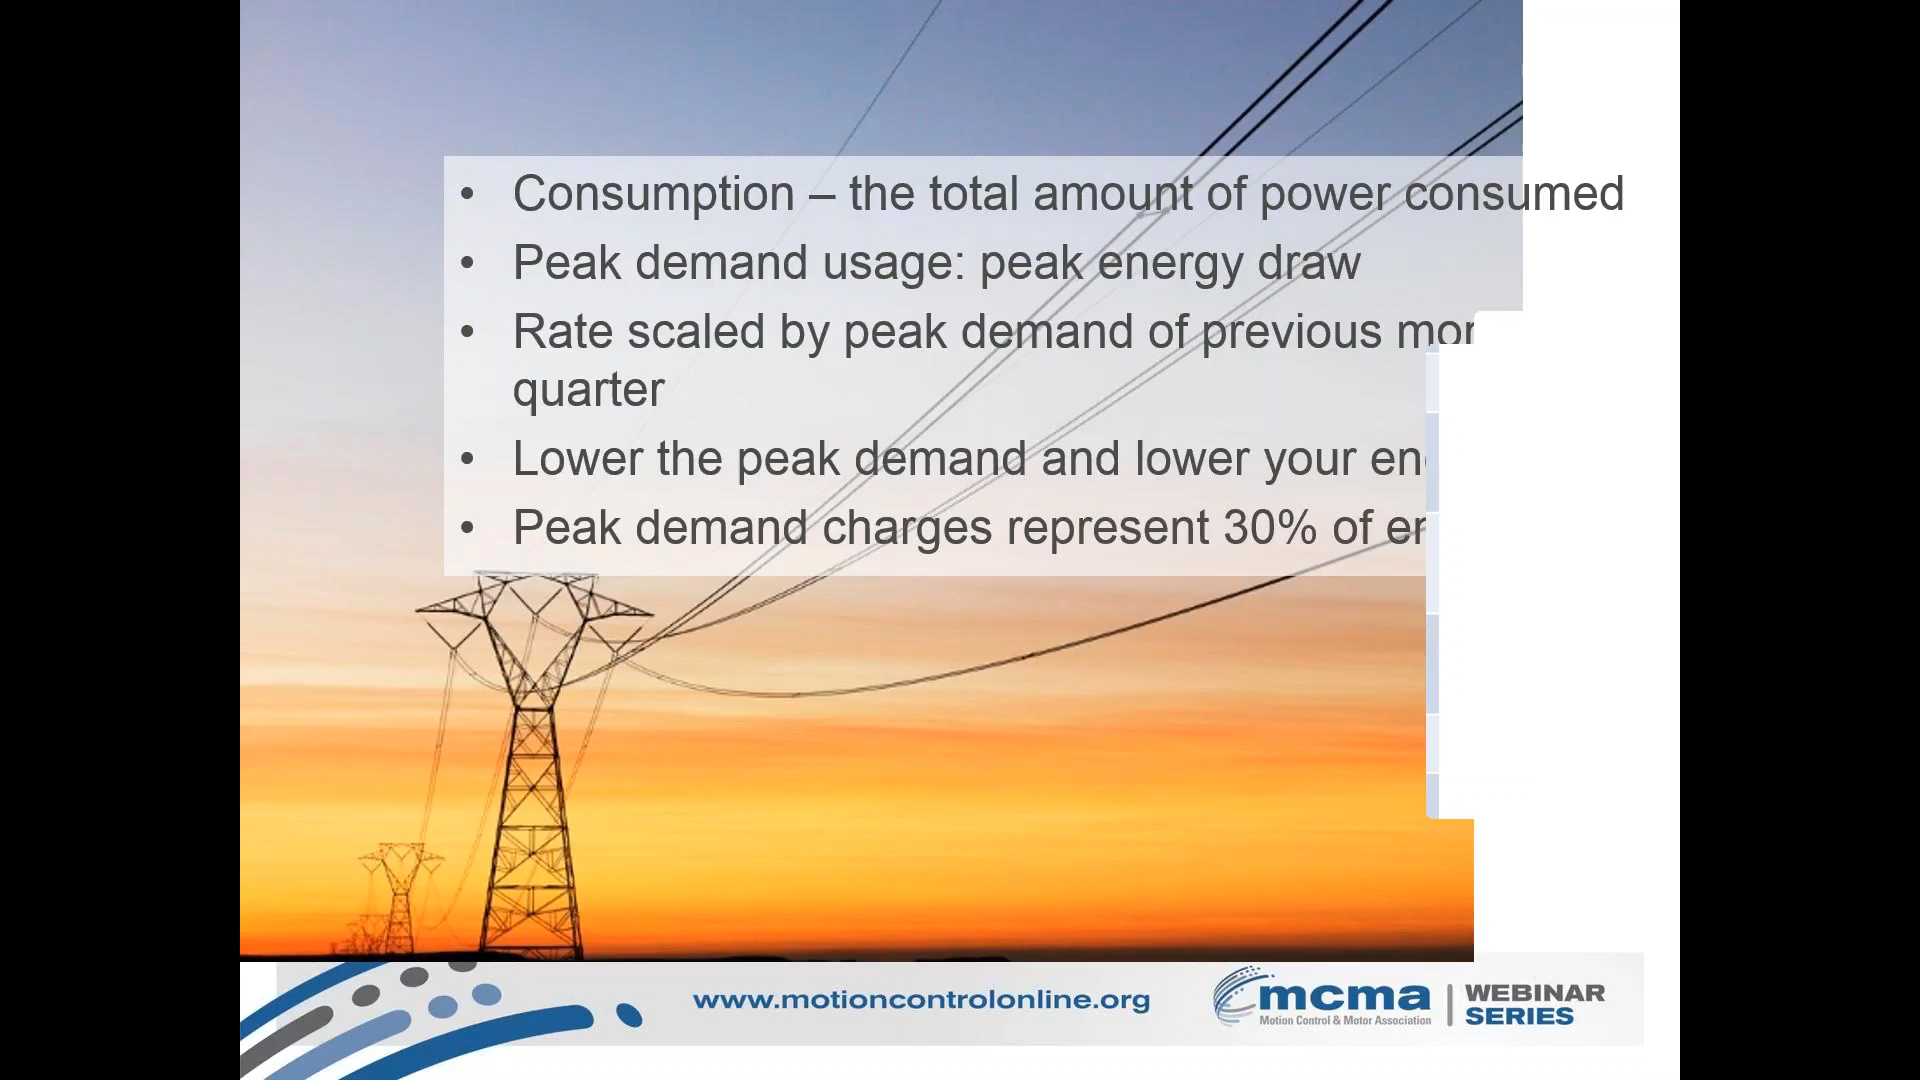 • Consumption – the total amount of power consumed
• Peak demand usage: peak energy draw
• Rate scaled by peak demand of previous
quarter
• Lower the peak demand and lower your
• Peak demand charges represent 30% of
www.motioncontrolonline.org
mcma
Motion Control & Motor Association
WEBINAR
SERIES